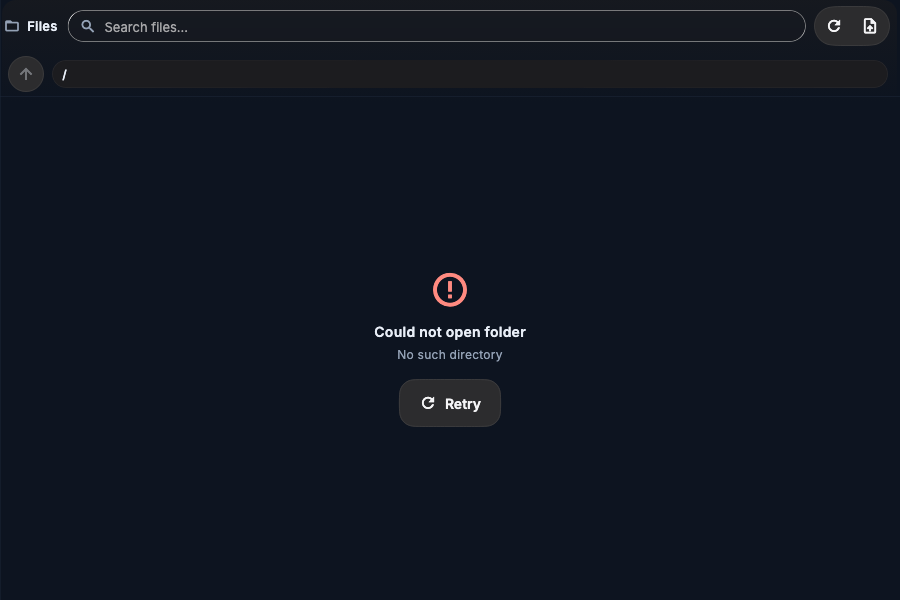 Files
Search files...
/
Could not open folder
No such directory
Retry